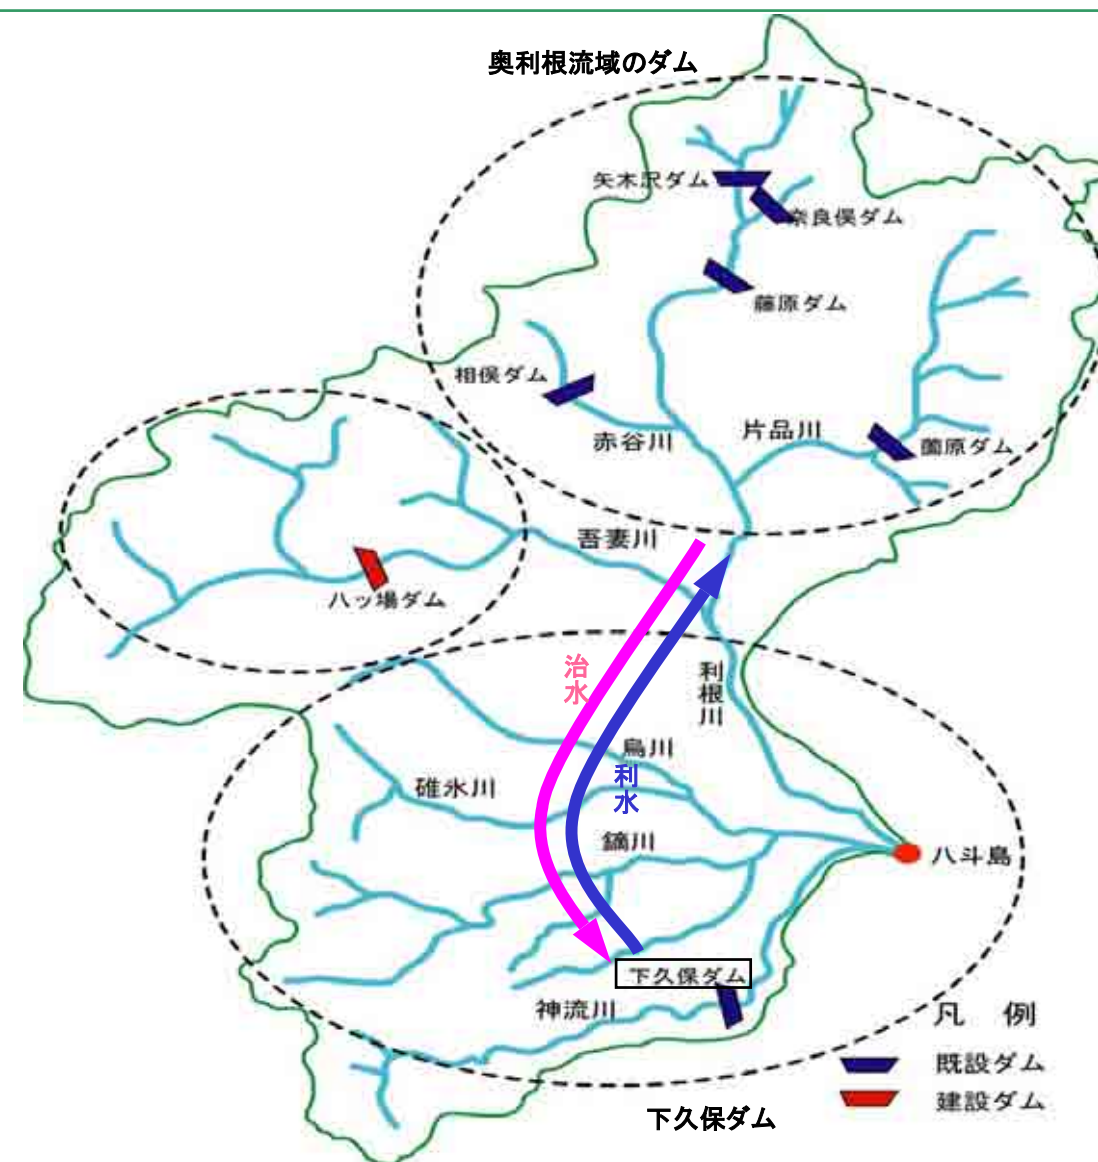 奥利根流域のダム
矢木沢ダム
奈良俣ダム
藤原ダム
相俣ダム
赤谷川
片品川
薗原ダム
吾妻川
八ッ場ダム
治水
利根川
烏川
利水
碓氷川
鏑川
八斗島
下久保ダム
神流川
凡 例
既設ダム
建設ダム
下久保ダム